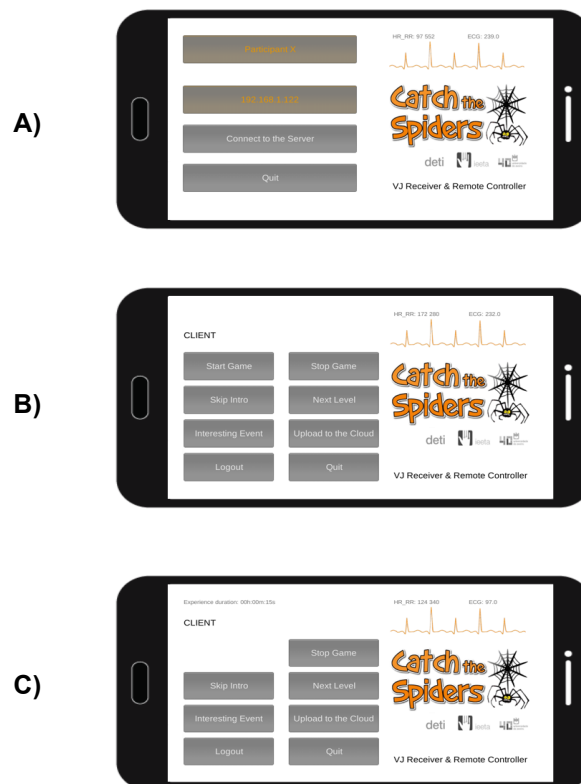 A)
Participant X
192.168.1.122
Connect to the Server
Quit
HR_RR: 97 552 ECG: 239.0
Catch the
Spiders
deti ieeta
VJ Receiver & Remote Controller
B)
CLIENT
Start Game Stop Game
Skip Intro Next Level
Interesting Event Upload to the Cloud
Logout Quit
HR_RR: 172 280 ECG: 232.0
Catch the
Spiders
deti ieeta
VJ Receiver & Remote Controller
C)
Experience duration: 00h:00m:15s
CLIENT
Stop Game
Skip Intro Next Level
Interesting Event Upload to the Cloud
Logout Quit
HR_RR: 124 340 ECG: 97.0
Catch the
Spiders
deti ieeta
VJ Receiver & Remote Controller